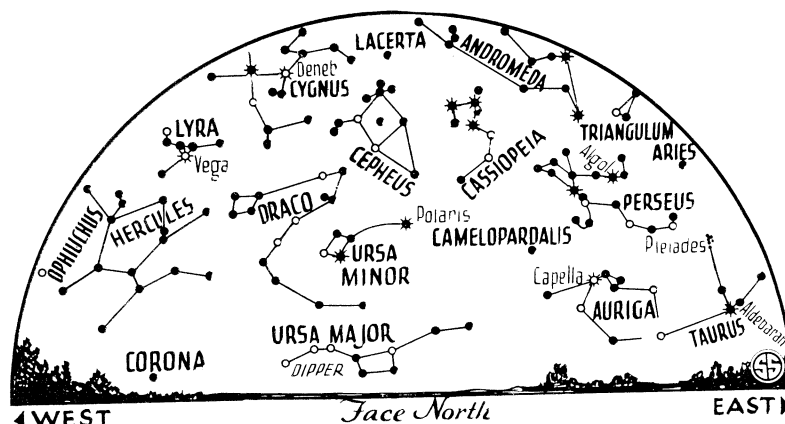 LACERTA
ANDROMEDA
Deneb
CYGNUS
LYRA
Vega
CEPHEUS
CASSIOPEIA
TRIANGULUM
ARIES
Algol
OPHIUCHUS
HERCULES
DRACO
Polaris
PERSEUS
URSA
MINOR
CAMELOPARDALIS
Pleiades
Capella
AURIGA
TAURUS
Aldebaran
URSA MAJOR
DIPPER
CORONA
SS
WEST
Face North
EAST